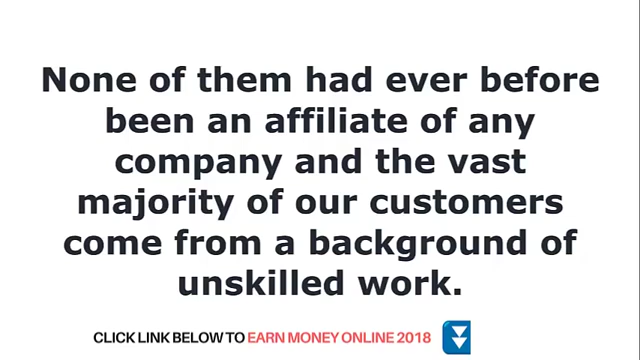 None of them had ever before
been an affiliate of any
company and the vast
majority of our customers
come from a background of
unskilled work.
CLICK LINK BELOW TO EARN MONEY ONLINE 2018